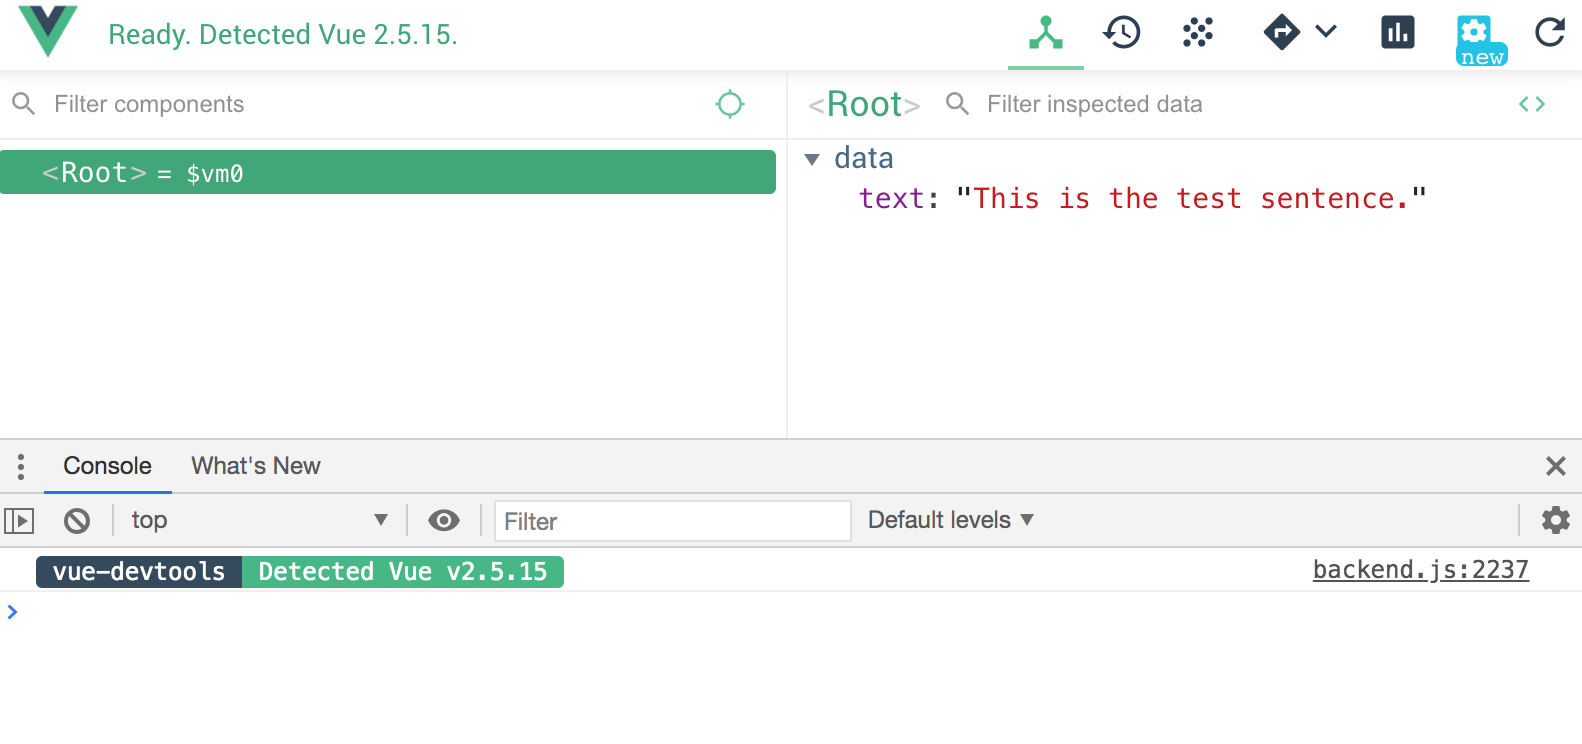 Ready. Detected Vue 2.5.15.
new
Filter components
<Root> Filter inspected data
<Root> = $vm0
data
text: "This is the test sentence."
Console What's New
top Filter Default levels
vue-devtools Detected Vue v2.5.15 backend.js:2237